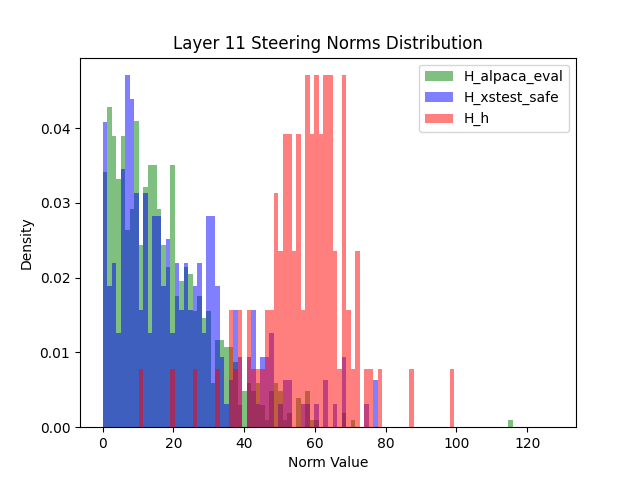 Layer 11 Steering Norms Distribution
H_alpaca_eval
H_xstest_safe
H_h
Density
0.04
0.03
0.02
0.01
0.00
0 20 40 60 80 100 120
Norm Value